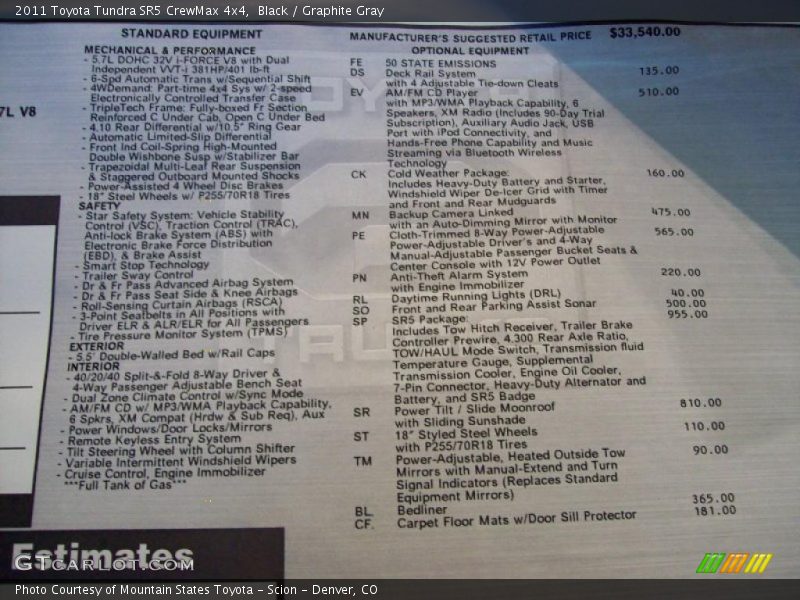 2011 Toyota Tundra SR5 CrewMax 4x4, Black / Graphite Gray
7L V8
STANDARD EQUIPMENT
MECHANICAL & PERFORMANCE
- 5.7L DOHC 32V i-FORCE V8 with Dual
Independent VVT-i 381HP/401 lb-ft
- 6-Spd Automatic Trans w/Sequential Shift
- 4WDemand: Part-time 4x4 Sys w/ 2-speed
Electronically Controlled Transfer Case
- TripleTech Frame: Fully-boxed Fr Section
Reinforced C Under Cab, Open C Under Bed
- 4.10 Rear Differential w/10.5" Ring Gear
- Automatic Limited-Slip Differential
- Front Ind Coil-Spring High-Mounted
Double Wishbone Susp w/Stabilizer Bar
- Trapezoidal Multi-Leaf Rear Suspension
& Staggered Outboard Mounted Shocks
- Power-Assisted 4 Wheel Disc Brakes
- 18" Steel Wheels w/ P255/70R18 Tires
SAFETY
- Star Safety System: Vehicle Stability
Control (VSC), Traction Control (TRAC),
Anti-lock Brake System (ABS) with
Electronic Brake Force Distribution
(EBD), & Brake Assist
- Smart Stop Technology
- Trailer Sway Control
- Dr & Fr Pass Advanced Airbag System
- Dr & Fr Pass Seat Side & Knee Airbags
- Roll-Sensing Curtain Airbags (RSCA)
- 3-Point Seatbelts in All Positions with
Driver ELR & ALR/ELR for All Passengers
- Tire Pressure Monitor System (TPMS)
EXTERIOR
- 5.5' Double-Walled Bed w/Rail Caps
INTERIOR
- 40/20/40 Split-&-Fold 8-Way Driver &
4-Way Passenger Adjustable Bench Seat
- Dual Zone Climate Control w/Sync Mode
- AM/FM CD w/ MP3/WMA Playback Capability,
6 Spkrs, XM Compat (Hrdw & Sub Req), Aux
- Power Windows/Door Locks/Mirrors
- Remote Keyless Entry System
- Tilt Steering Wheel with Column Shifter
- Variable Intermittent Windshield Wipers
- Cruise Control, Engine Immobilizer
***Full Tank of Gas***
MANUFACTURER'S SUGGESTED RETAIL PRICE $33,540.00
OPTIONAL EQUIPMENT
FE 50 STATE EMISSIONS
DS Deck Rail System 135.00
with 4 Adjustable Tie-down Cleats
EV AM/FM CD Player 510.00
with MP3/WMA Playback Capability, 6
Speakers, XM Radio (Includes 90-Day Trial
Subscription), Auxiliary Audio Jack, USB
Port with iPod Connectivity, and
Hands-Free Phone Capability and Music
Streaming via Bluetooth Wireless
Technology
CK Cold Weather Package: 160.00
Includes Heavy-Duty Battery and Starter,
Windshield Wiper De-Icer Grid with Timer
and Front and Rear Mudguards
MN Backup Camera Linked 475.00
with an Auto-Dimming Mirror with Monitor
PE Cloth-Trimmed 8-Way Power-Adjustable 565.00
Power-Adjustable Driver's and 4-Way
Manual-Adjustable Passenger Bucket Seats &
Center Console with 12V Power Outlet
PN Anti-Theft Alarm System 220.00
with Engine Immobilizer
RL Daytime Running Lights (DRL) 40.00
SO Front and Rear Parking Assist Sonar 500.00
SP SR5 Package: 955.00
Includes Tow Hitch Receiver, Trailer Brake
Controller Prewire, 4.300 Rear Axle Ratio,
TOW/HAUL Mode Switch, Transmission fluid
Temperature Gauge, Supplemental
Transmission Cooler, Engine Oil Cooler,
7-Pin Connector, Heavy-Duty Alternator and
Battery, and SR5 Badge
SR Power Tilt / Slide Moonroof 810.00
with Sliding Sunshade
ST 18" Styled Steel Wheels 110.00
with P255/70R18 Tires
TM Power-Adjustable, Heated Outside Tow 90.00
Mirrors with Manual-Extend and Turn
Signal Indicators (Replaces Standard
Equipment Mirrors)
BL Bedliner 365.00
CF. Carpet Floor Mats w/Door Sill Protector 181.00
Estimates
GTCARLOT.COM
Photo Courtesy of Mountain States Toyota - Scion - Denver, CO